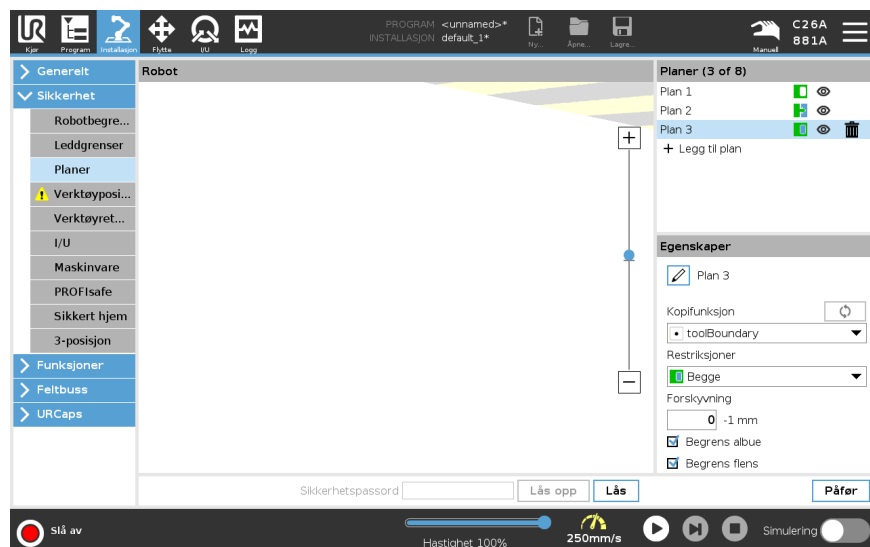 PROGRAM <unnamed>*
INSTALLASJON default_1*
Kjør Program Installasjon Flytte I/U Logg
Ny... Åpne... Lagre...
Manuell
C26A
881A
Generelt
Sikkerhet
Robotbegre...
Leddgrenser
Planer
Verktøyposi...
Verktøyret...
I/U
Maskinvare
PROFIsafe
Sikkert hjem
3-posisjon
Funksjoner
Feltbuss
URCaps
Robot
Planer (3 of 8)
Plan 1
Plan 2
Plan 3
+ Legg til plan
Egenskaper
Plan 3
Kopifunksjon
toolBoundary
Restriksjoner
Begge
Forskyvning
0 -1 mm
Begrens albue
Begrens flens
Sikkerhetspassord Lås opp Lås Påfør
Slå av
Hastighet 100%
250mm/s
Simulering